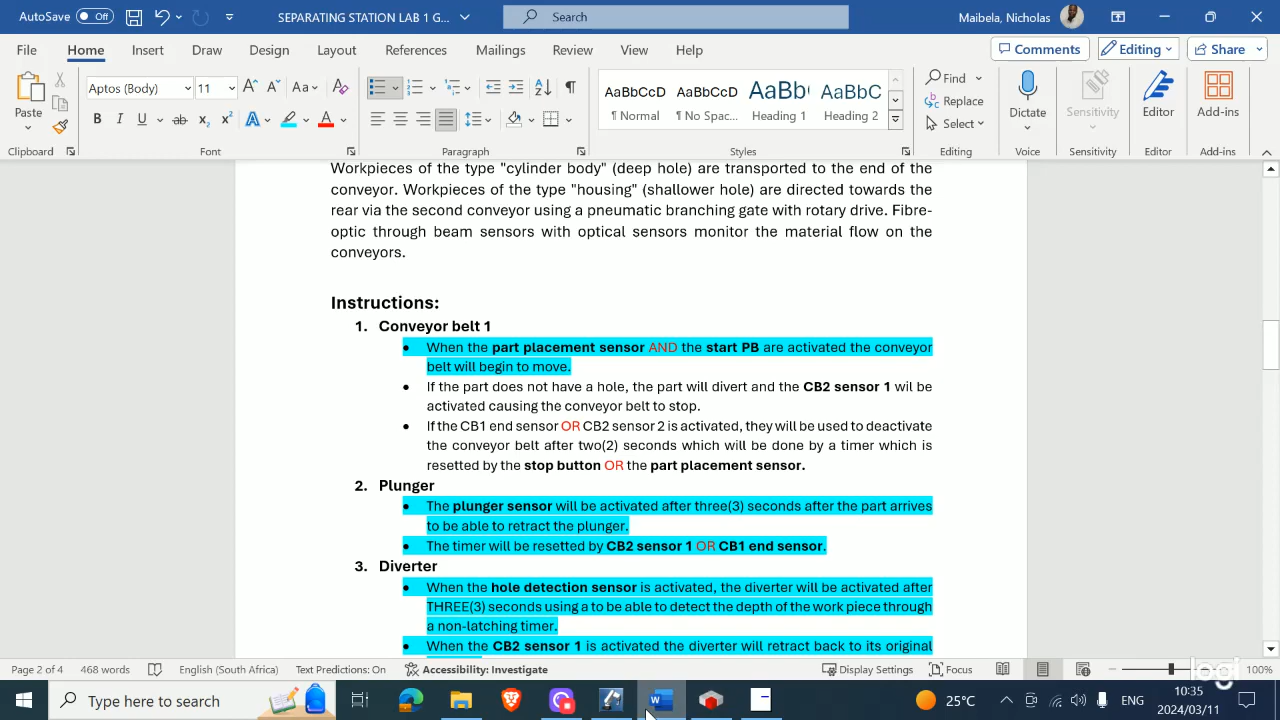 AutoSave Off SEPARATING STATION LAB 1 G... Search Maibela, Nicholas
File Home Insert Draw Design Layout References Mailings Review View Help Comments Editing Share
Paste Aptos (Body) 11 Aa AaBbCcD AaBbCcD AaBb( AaBbC Find Dictate Sensitivity Editor Add-ins
¶ Normal ¶ No Spac... Heading 1 Heading 2 Replace
Select
Clipboard Font Paragraph Styles Editing Voice Sensitivity Editor Add-ins
Workpieces of the type "cylinder body" (deep hole) are transported to the end of the
conveyor. Workpieces of the type "housing" (shallower hole) are directed towards the
rear via the second conveyor using a pneumatic branching gate with rotary drive. Fibre-
optic through beam sensors with optical sensors monitor the material flow on the
conveyors.
Instructions:
1. Conveyor belt 1
• When the part placement sensor AND the start PB are activated the conveyor
belt will begin to move.
• If the part does not have a hole, the part will divert and the CB2 sensor 1 wil be
activated causing the conveyor belt to stop.
• If the CB1 end sensor OR CB2 sensor 2 is activated, they will be used to deactivate
the conveyor belt after two(2) seconds which will be done by a timer which is
resetted by the stop button OR the part placement sensor.
2. Plunger
• The plunger sensor will be activated after three(3) seconds after the part arrives
to be able to retract the plunger.
• The timer will be resetted by CB2 sensor 1 OR CB1 end sensor.
3. Diverter
• When the hole detection sensor is activated, the diverter will be activated after
THREE(3) seconds using a to be able to detect the depth of the work piece through
a non-latching timer.
• When the CB2 sensor 1 is activated the diverter will retract back to its original
Page 2 of 4 468 words English (South Africa) Text Predictions: On Accessibility: Investigate Display Settings Focus 100%
Type here to search 25°C ENG 10:35
2024/03/11